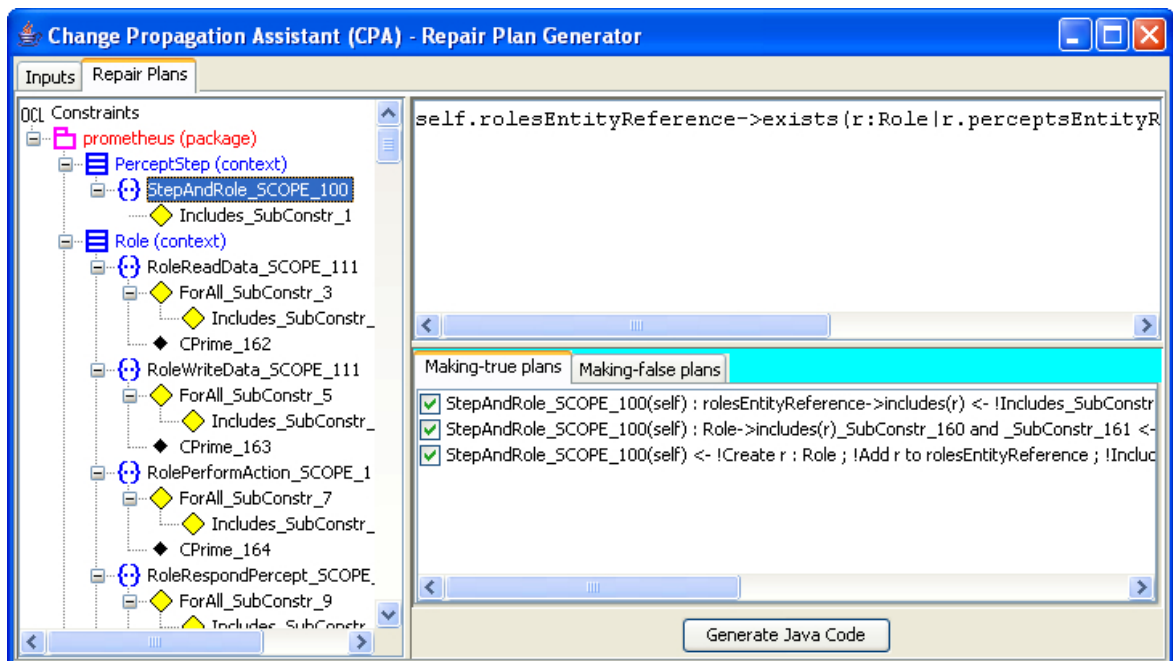 Change Propagation Assistant (CPA) - Repair Plan Generator
Inputs Repair Plans
OCL Constraints
prometheus (package)
PerceptStep (context)
StepAndRole_SCOPE_100
Includes_SubConstr_1
Role (context)
RoleReadData_SCOPE_111
ForAll_SubConstr_3
Includes_SubConstr_
CPrime_162
RoleWriteData_SCOPE_111
ForAll_SubConstr_5
Includes_SubConstr_
CPrime_163
RolePerformAction_SCOPE_1
ForAll_SubConstr_7
Includes_SubConstr_
CPrime_164
RoleRespondPercept_SCOPE_
ForAll_SubConstr_9
Includes_SubConstr
self.rolesEntityReference->exists(r:Role|r.perceptsEntityR
Making-true plans Making-false plans
StepAndRole_SCOPE_100(self) : rolesEntityReference->includes(r) <- !Includes_SubConstr
StepAndRole_SCOPE_100(self) : Role->includes(r)_SubConstr_160 and _SubConstr_161 <-
StepAndRole_SCOPE_100(self) <- !Create r : Role ; !Add r to rolesEntityReference ; !Includ
Generate Java Code